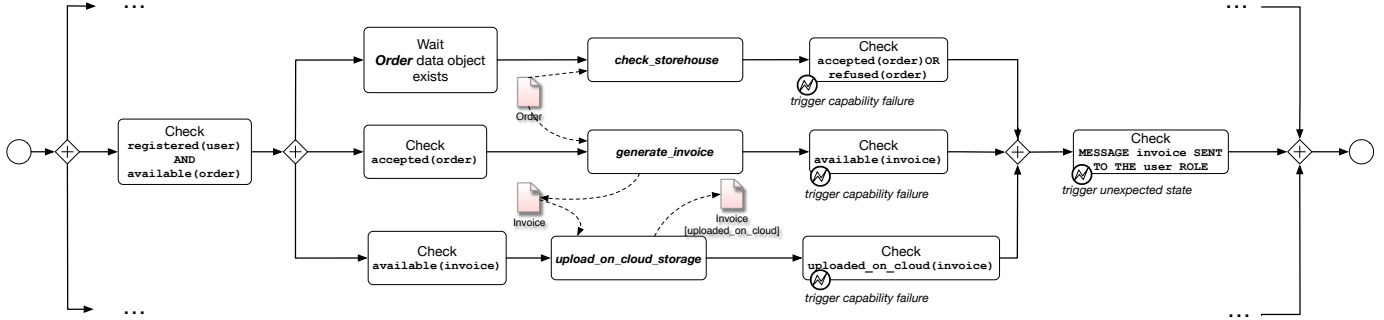 ...
...
Check
registered(user)
AND
available(order)
Wait
Order data object
exists
check_storehouse
Check
accepted(order)OR
refused(order)
trigger capability failure
Order
Check
accepted(order)
generate_invoice
Check
available(invoice)
trigger capability failure
Check
MESSAGE invoice SENT
TO THE user ROLE
trigger unexpected state
Invoice
Invoice
[uploaded_on_cloud]
Check
available(invoice)
upload_on_cloud_storage
Check
uploaded_on_cloud(invoice)
trigger capability failure
...
...